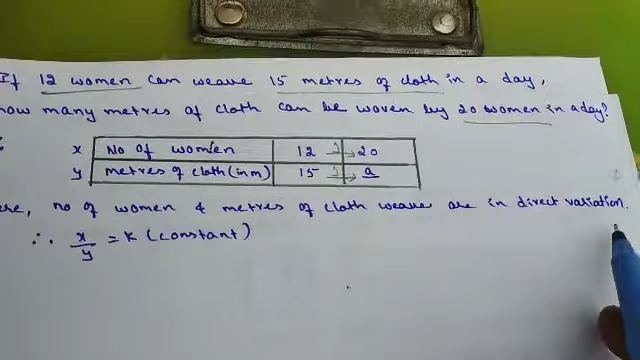 If 12 women can weave 15 metres of cloth in a day,
how many metres of cloth can be woven by 20 women in a day?
x No of women 12 20
y metres of cloth (in m) 15 a
ere, no of women & metres of cloth weave are in direct variation.
∴ x/y = K (constant)